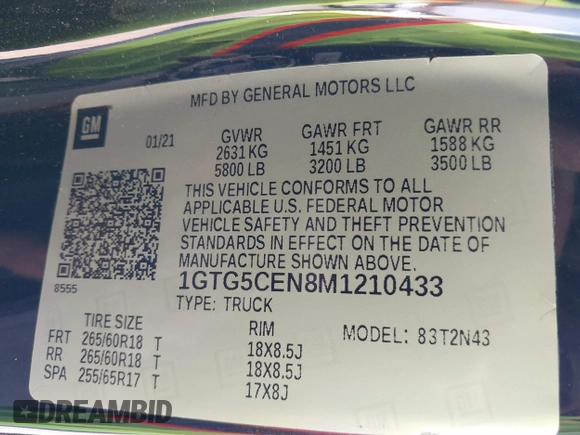 MFD BY GENERAL MOTORS LLC
GM
01/21
GVWR GAWR FRT GAWR RR
2631 KG 1451 KG 1588 KG
5800 LB 3200 LB 3500 LB
THIS VEHICLE CONFORMS TO ALL
APPLICABLE U.S. FEDERAL MOTOR
VEHICLE SAFETY AND THEFT PREVENTION
STANDARDS IN EFFECT ON THE DATE OF
MANUFACTURE SHOWN ABOVE.
8555
1GTG5CEN8M1210433
TYPE: TRUCK
TIRE SIZE RIM MODEL: 83T2N43
FRT 265/60R18 T 18X8.5J
RR 265/60R18 T 18X8.5J
SPA 255/65R17 T 17X8J
DREAMBID